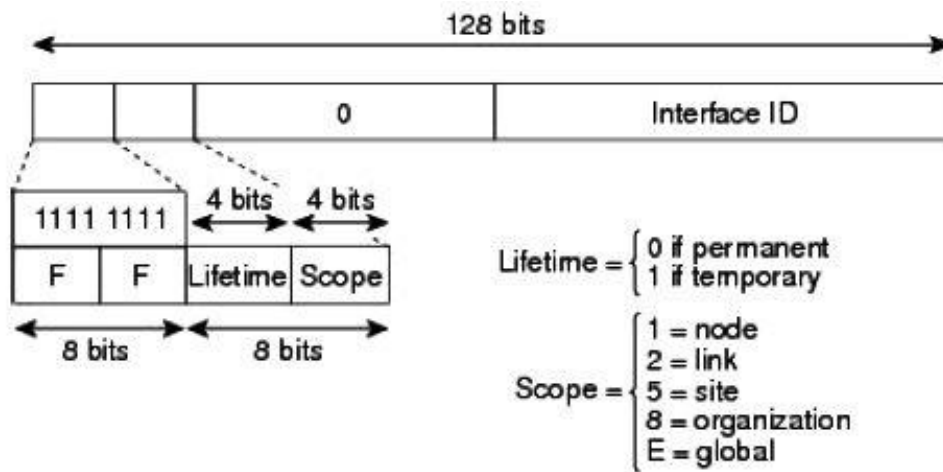 128 bits
0 Interface ID
4 bits 4 bits
1111 1111
F F Lifetime Scope
8 bits 8 bits
Lifetime = 0 if permanent
1 if temporary
Scope = 1 = node
2 = link
5 = site
8 = organization
E = global